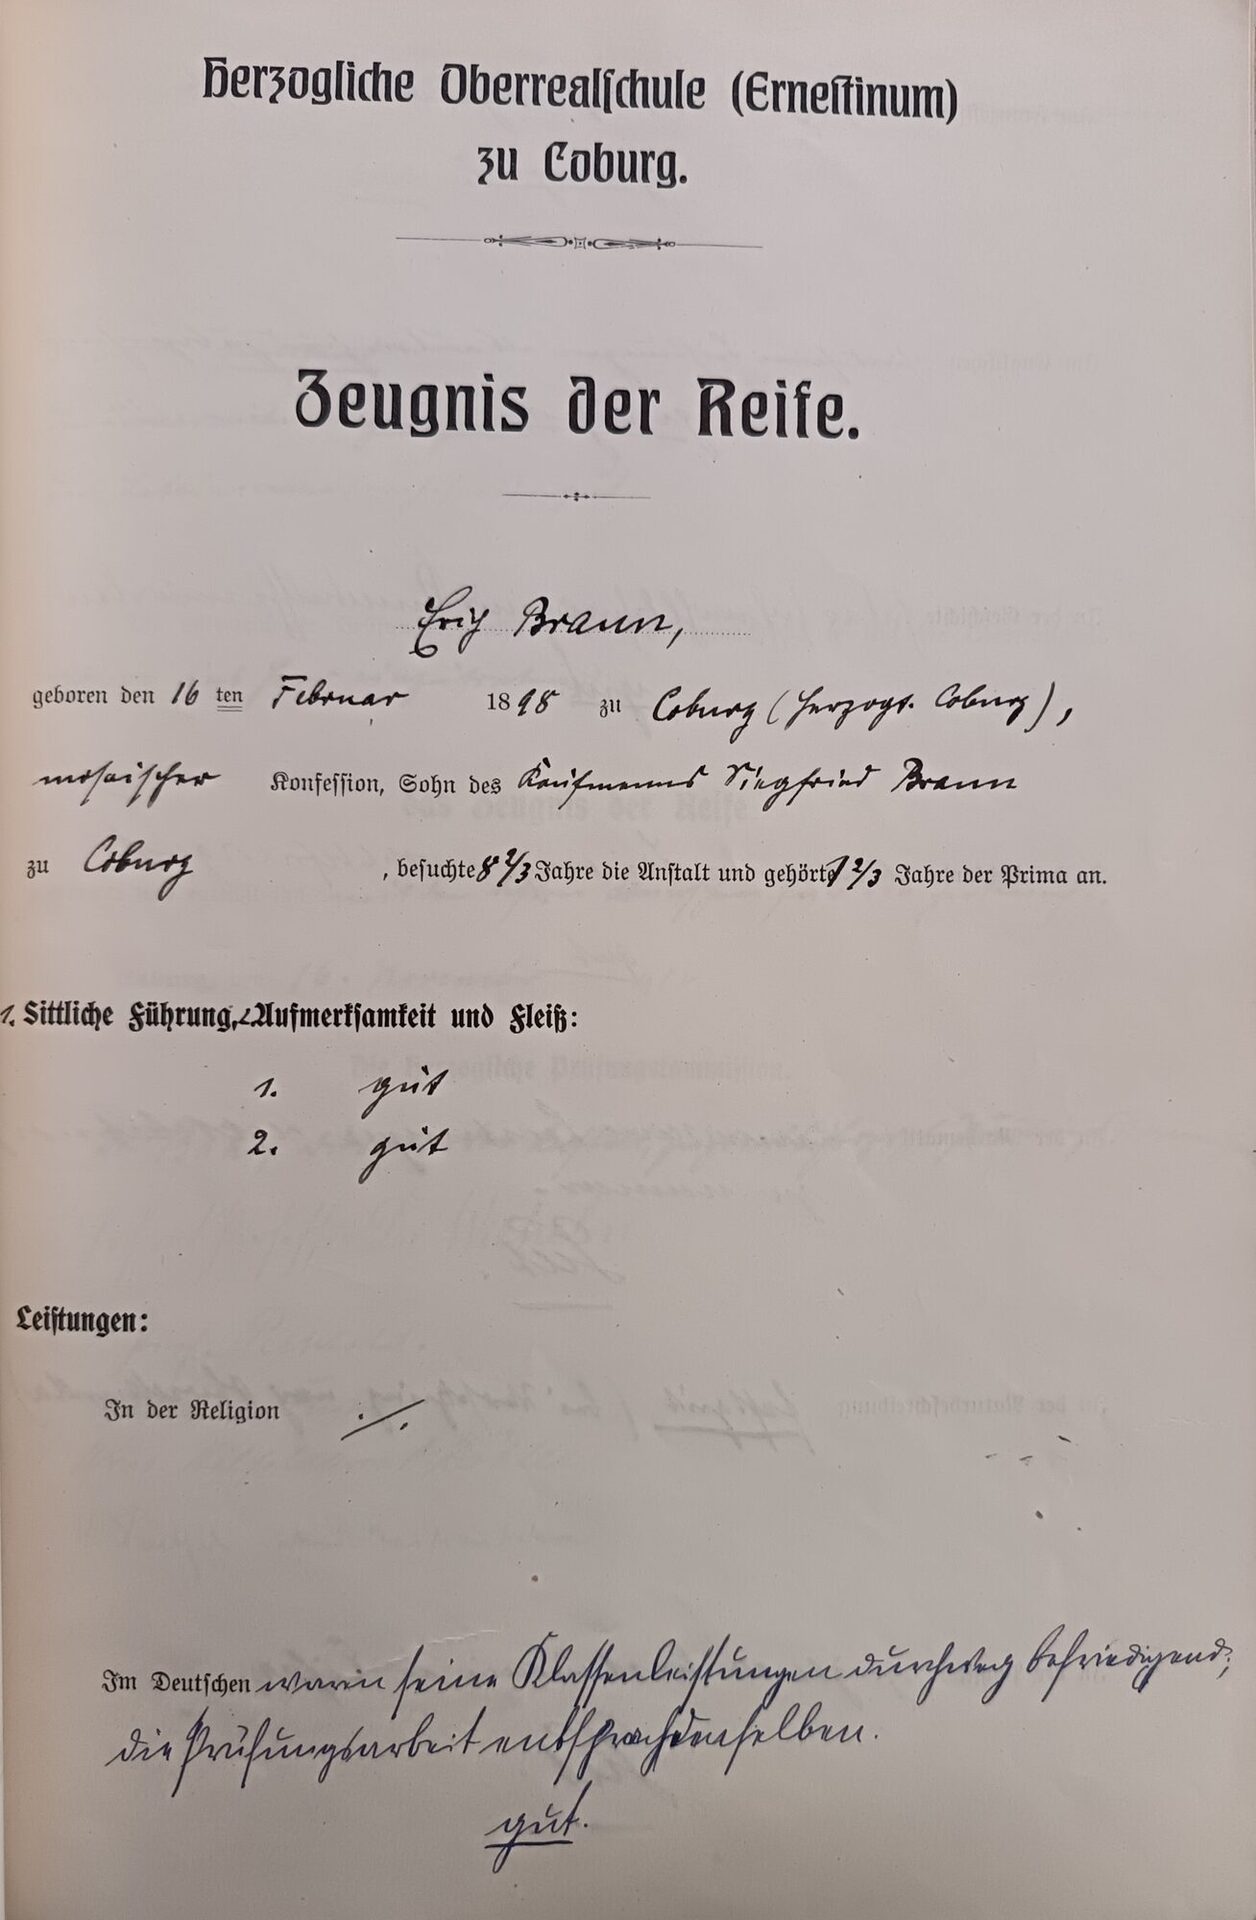 Herzogliche Oberrealschule (Ernestinum)
zu Coburg.
Zeugnis der Reife.
Erich Braun,
geboren den 16 ten Februar 1898 zu Coburg (Herzogt. Coburg),
mosaischer Konfession, Sohn des Kaufmanns Siegfried Braun
zu Coburg, besuchte 8 2/3 Jahre die Anstalt und gehörte 1 2/3 Jahre der Prima an.
1. Sittliche Führung, 2. Aufmerksamkeit und Fleiß:
1. gut
2. gut
Leistungen:
In der Religion ./.
Im Deutschen waren seine Klassenleistungen durchweg befriedigend;
die Prüfungsarbeit entsprach denselben.
gut.